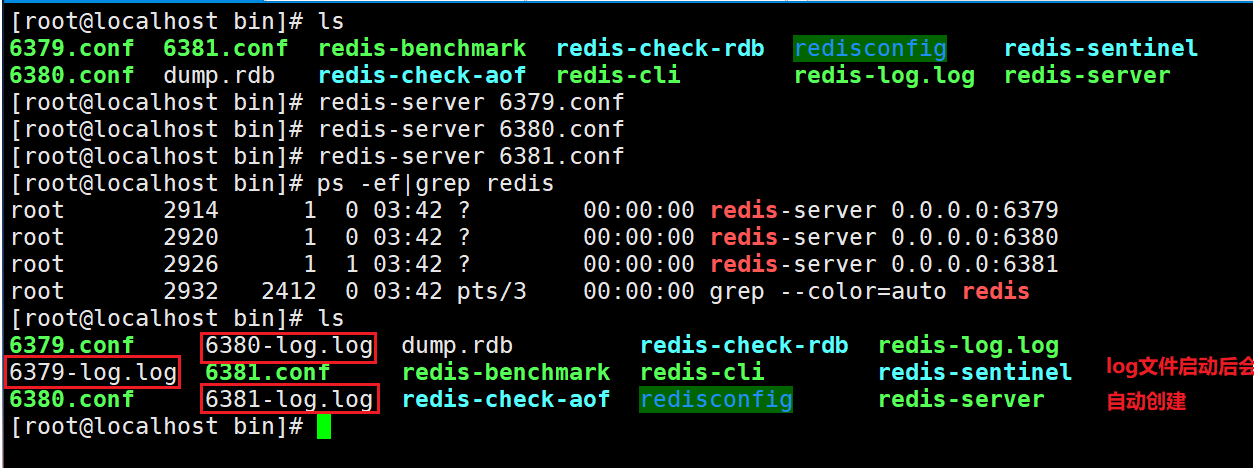 [root@localhost bin]# ls
6379.conf  6381.conf  redis-benchmark  redis-check-rdb  redisconfig    redis-sentinel
6380.conf  dump.rdb   redis-check-aof  redis-cli        redis-log.log  redis-server
[root@localhost bin]# redis-server 6379.conf
[root@localhost bin]# redis-server 6380.conf
[root@localhost bin]# redis-server 6381.conf
[root@localhost bin]# ps -ef|grep redis
root       2914      1  0 03:42 ?        00:00:00 redis-server 0.0.0.0:6379
root       2920      1  0 03:42 ?        00:00:00 redis-server 0.0.0.0:6380
root       2926      1  1 03:42 ?        00:00:00 redis-server 0.0.0.0:6381
root       2932   2412  0 03:42 pts/3    00:00:00 grep --color=auto redis
[root@localhost bin]# ls
6379.conf     6380-log.log  dump.rdb         redis-check-rdb  redis-log.log
6379-log.log  6381.conf     redis-benchmark  redis-cli        redis-sentinel
6380.conf     6381-log.log  redis-check-aof  redisconfig      redis-server
[root@localhost bin]#
log文件启动后会
自动创建